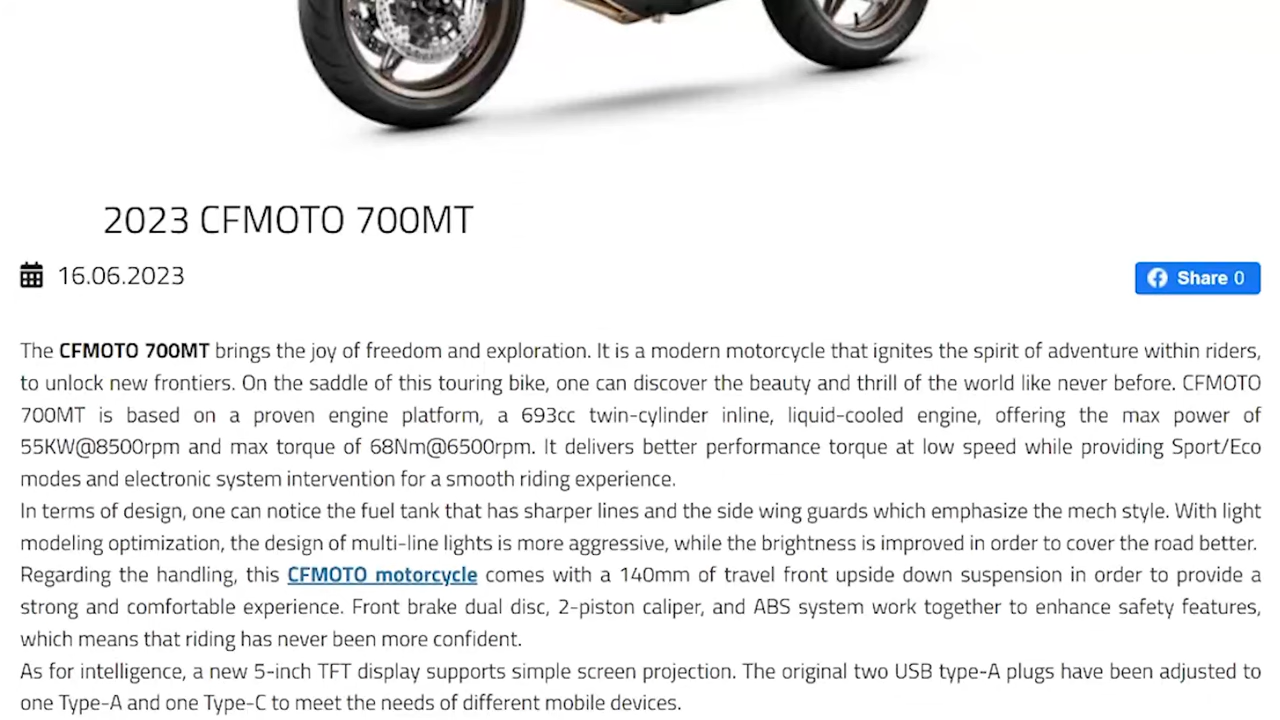 2023 CFMOTO 700MT
16.06.2023
Share 0
The CFMOTO 700MT brings the joy of freedom and exploration. It is a modern motorcycle that ignites the spirit of adventure within riders,
to unlock new frontiers. On the saddle of this touring bike, one can discover the beauty and thrill of the world like never before. CFMOTO
700MT is based on a proven engine platform, a 693cc twin-cylinder inline, liquid-cooled engine, offering the max power of
55KW@8500rpm and max torque of 68Nm@6500rpm. It delivers better performance torque at low speed while providing Sport/Eco
modes and electronic system intervention for a smooth riding experience.
In terms of design, one can notice the fuel tank that has sharper lines and the side wing guards which emphasize the mech style. With light
modeling optimization, the design of multi-line lights is more aggressive, while the brightness is improved in order to cover the road better.
Regarding the handling, this CFMOTO motorcycle comes with a 140mm of travel front upside down suspension in order to provide a
strong and comfortable experience. Front brake dual disc, 2-piston caliper, and ABS system work together to enhance safety features,
which means that riding has never been more confident.
As for intelligence, a new 5-inch TFT display supports simple screen projection. The original two USB type-A plugs have been adjusted to
one Type-A and one Type-C to meet the needs of different mobile devices.